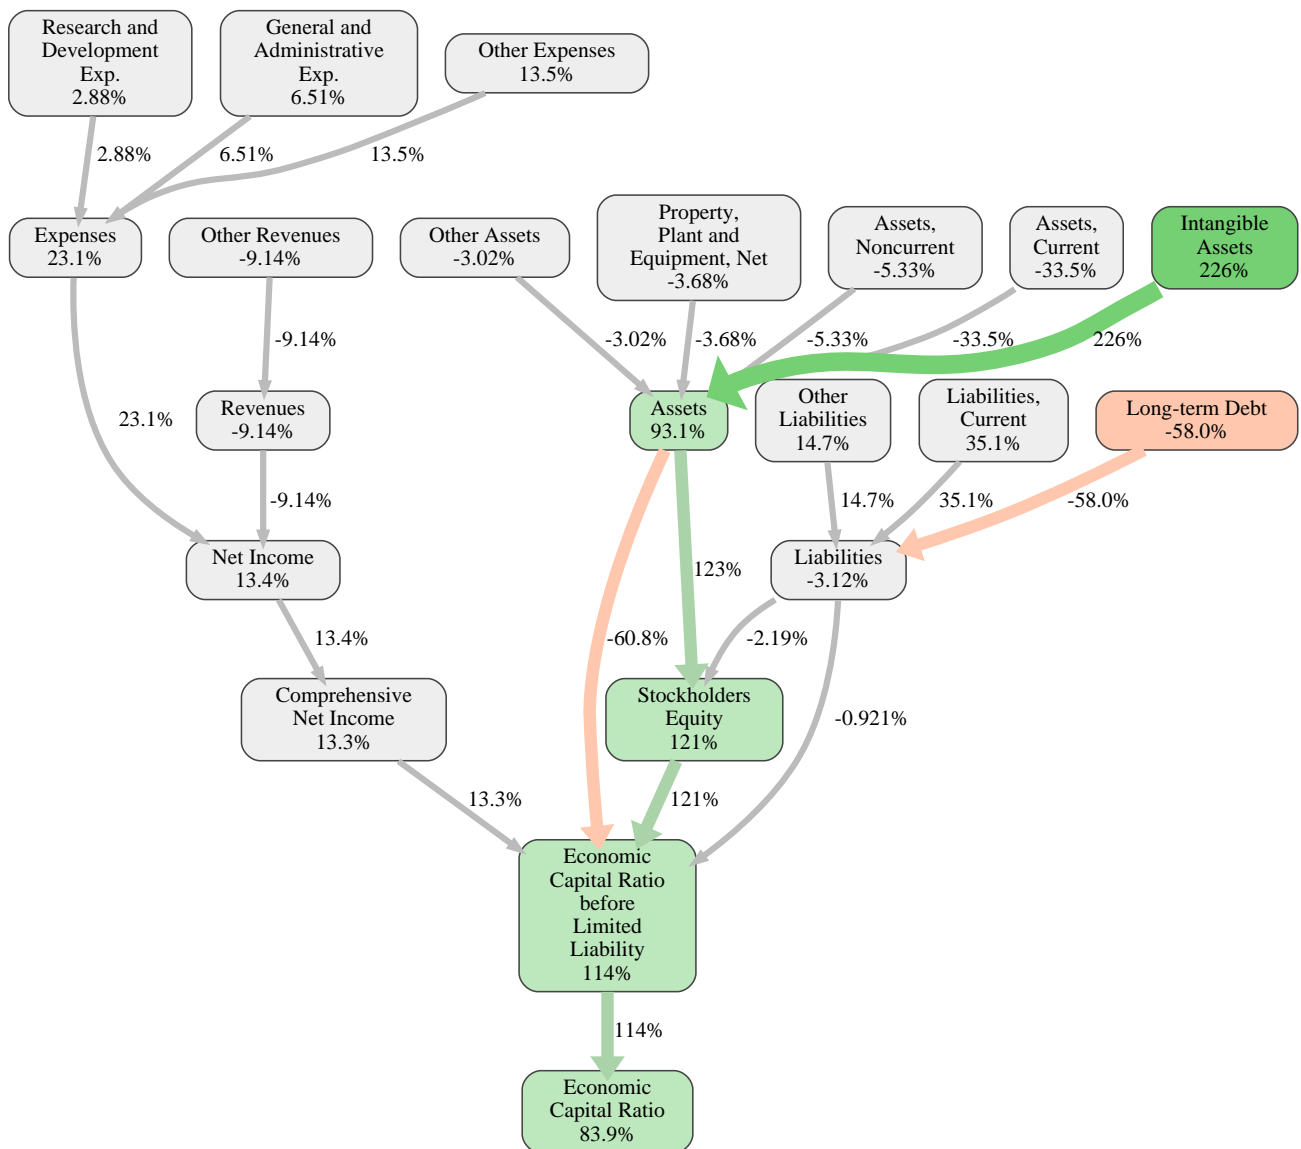 Research and
Development
Exp.
2.88%
General and
Administrative
Exp.
6.51%
Other Expenses
13.5%
2.88%
6.51%
13.5%
Expenses
23.1%
Other Revenues
-9.14%
Other Assets
-3.02%
Property,
Plant and
Equipment, Net
-3.68%
Assets,
Noncurrent
-5.33%
Assets,
Current
-33.5%
Intangible
Assets
226%
-9.14%
-3.02%
-3.68%
-5.33%
-33.5%
226%
23.1%
Revenues
-9.14%
Assets
93.1%
Other
Liabilities
14.7%
Liabilities,
Current
35.1%
Long-term Debt
-58.0%
-9.14%
14.7%
35.1%
-58.0%
Net Income
13.4%
123%
Liabilities
-3.12%
13.4%
-60.8%
-2.19%
Comprehensive
Net Income
13.3%
Stockholders
Equity
121%
-0.921%
13.3%
121%
Economic
Capital Ratio
before
Limited
Liability
114%
114%
Economic
Capital Ratio
83.9%